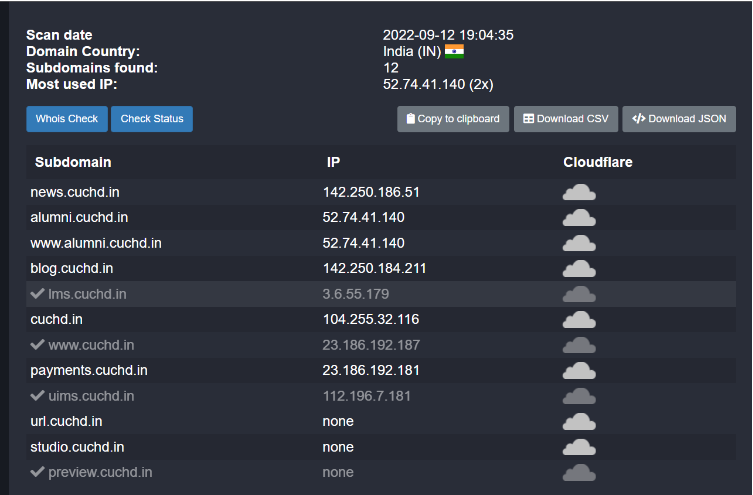 Scan date 2022-09-12 19:04:35
Domain Country: India (IN)
Subdomains found: 12
Most used IP: 52.74.41.140 (2x)
Whois Check Check Status Copy to clipboard Download CSV Download JSON
Subdomain IP Cloudflare
news.cuchd.in 142.250.186.51
alumni.cuchd.in 52.74.41.140
www.alumni.cuchd.in 52.74.41.140
blog.cuchd.in 142.250.184.211
lms.cuchd.in 3.6.55.179
cuchd.in 104.255.32.116
www.cuchd.in 23.186.192.187
payments.cuchd.in 23.186.192.181
uims.cuchd.in 112.196.7.181
url.cuchd.in none
studio.cuchd.in none
preview.cuchd.in none